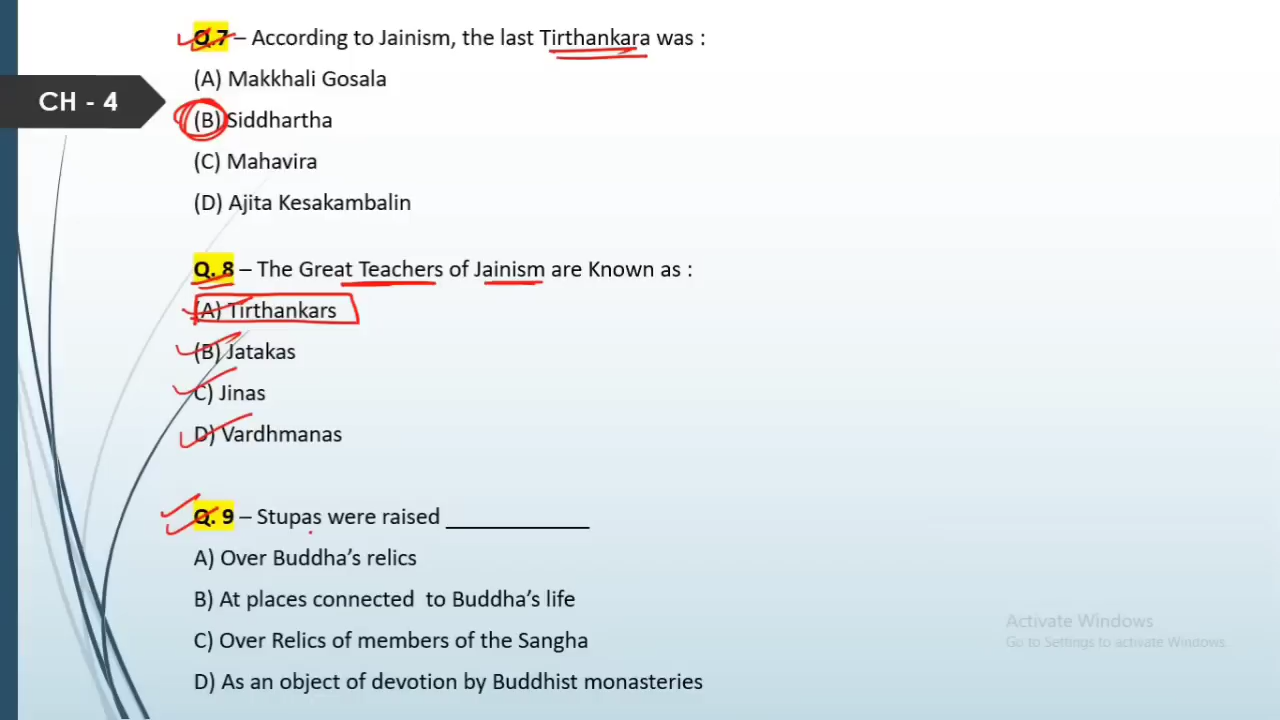 Q.7 – According to Jainism, the last Tirthankara was :
(A) Makkhali Gosala
CH - 4
(B) Siddhartha
(C) Mahavira
(D) Ajita Kesakambalin
Q. 8 – The Great Teachers of Jainism are Known as :
(A) Tirthankars
(B) Jatakas
C) Jinas
D) Vardhmanas
Q. 9 – Stupas were raised ____________
A) Over Buddha’s relics
B) At places connected  to Buddha’s life
C) Over Relics of members of the Sangha
D) As an object of devotion by Buddhist monasteries
Activate Windows
Go to Settings to activate Windows.